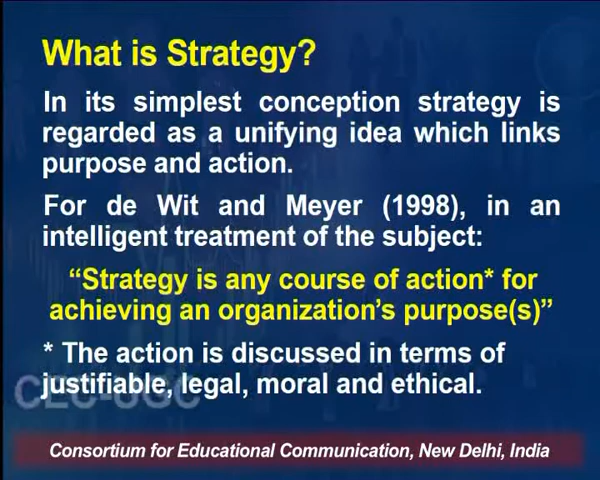 What is Strategy?
In its simplest conception strategy is
regarded as a unifying idea which links
purpose and action.
For de Wit and Meyer (1998), in an
intelligent treatment of the subject:
“Strategy is any course of action* for
achieving an organization’s purpose(s)”
* The action is discussed in terms of
justifiable, legal, moral and ethical.
CEC-UGC
Consortium for Educational Communication, New Delhi, India